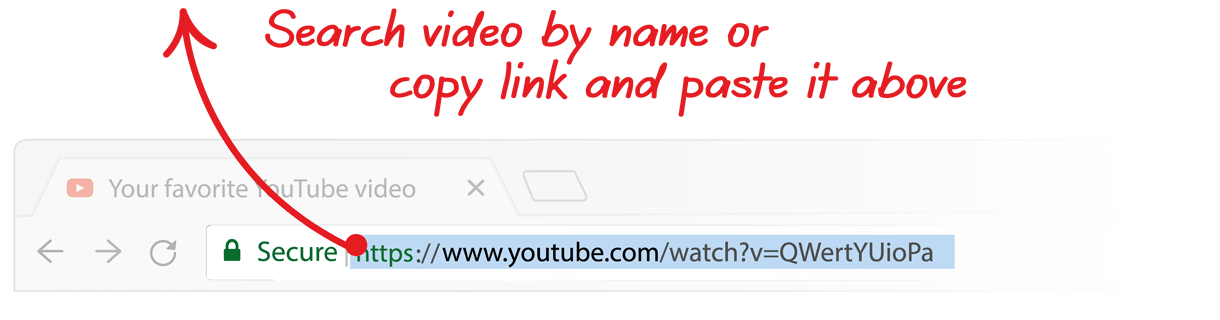 Search video by name or
copy link and paste it above
Your favorite YouTube video
Secure https://www.youtube.com/watch?v=QWertYUioPa